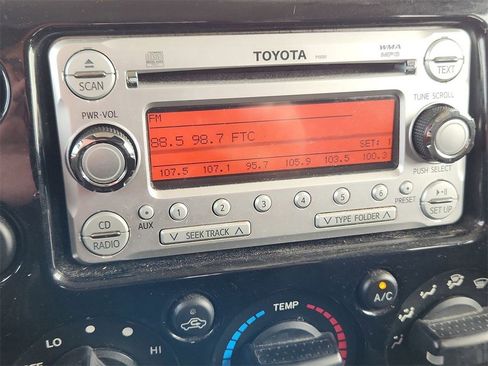 TOYOTA
WMA
SCAN
TEXT
PWR-VOL
TUNE SCROLL
FM
88.5 98.7 FTC
SET: 1
107.5 107.1 95.7 105.9 103.5 100.3
PUSH SELECT
1 2 3 4 5 6
AUX
PRESET
CD
RADIO
∧ SEEK TRACK ∨
∨ TYPE FOLDER ∧
SET UP
A/C
LO
HI
TEMP